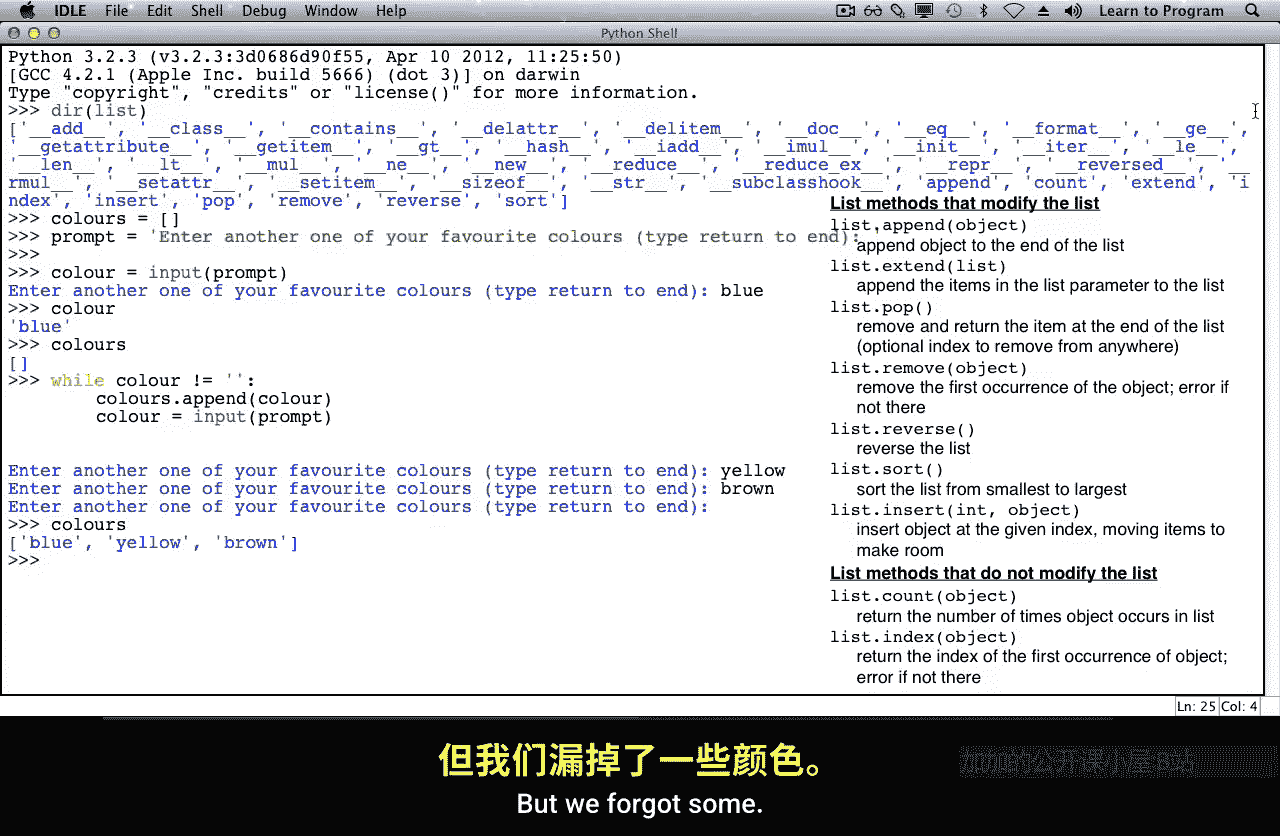 IDLE File Edit Shell Debug Window Help Learn to Program
Python Shell
Python 3.2.3 (v3.2.3:3d0686d90f55, Apr 10 2012, 11:25:50)
[GCC 4.2.1 (Apple Inc. build 5666) (dot 3)] on darwin
Type "copyright", "credits" or "license()" for more information.
>>> dir(list)
['__add__', '__class__', '__contains__', '__delattr__', '__delitem__', '__doc__', '__eq__', '__format__', '__ge__',
'__getattribute__', '__getitem__', '__gt__', '__hash__', '__iadd__', '__imul__', '__init__', '__iter__', '__le__',
'__len__', '__lt__', '__mul__', '__ne__', '__new__', '__reduce__', '__reduce_ex__', '__repr__', '__reversed__', '__
rmul__', '__setattr__', '__setitem__', '__sizeof__', '__str__', '__subclasshook__', 'append', 'count', 'extend', 'i
ndex', 'insert', 'pop', 'remove', 'reverse', 'sort']
>>> colours = []
>>> prompt = 'Enter another one of your favourite colours (type return to end):
>>>
>>> colour = input(prompt)
Enter another one of your favourite colours (type return to end): blue
>>> colour
'blue'
>>> colours
[]
>>> while colour != '':
colours.append(colour)
colour = input(prompt)
Enter another one of your favourite colours (type return to end): yellow
Enter another one of your favourite colours (type return to end): brown
Enter another one of your favourite colours (type return to end):
>>> colours
['blue', 'yellow', 'brown']
>>>
List methods that modify the list
list.append(object)
append object to the end of the list
list.extend(list)
append the items in the list parameter to the list
list.pop()
remove and return the item at the end of the list
(optional index to remove from anywhere)
list.remove(object)
remove the first occurrence of the object; error if
not there
list.reverse()
reverse the list
list.sort()
sort the list from smallest to largest
list.insert(int, object)
insert object at the given index, moving items to
make room
List methods that do not modify the list
list.count(object)
return the number of times object occurs in list
list.index(object)
return the index of the first occurrence of object;
error if not there
Ln: 25 Col: 4
但我们漏掉了一些颜色。
加加的公开课小屋 B站
But we forgot some.